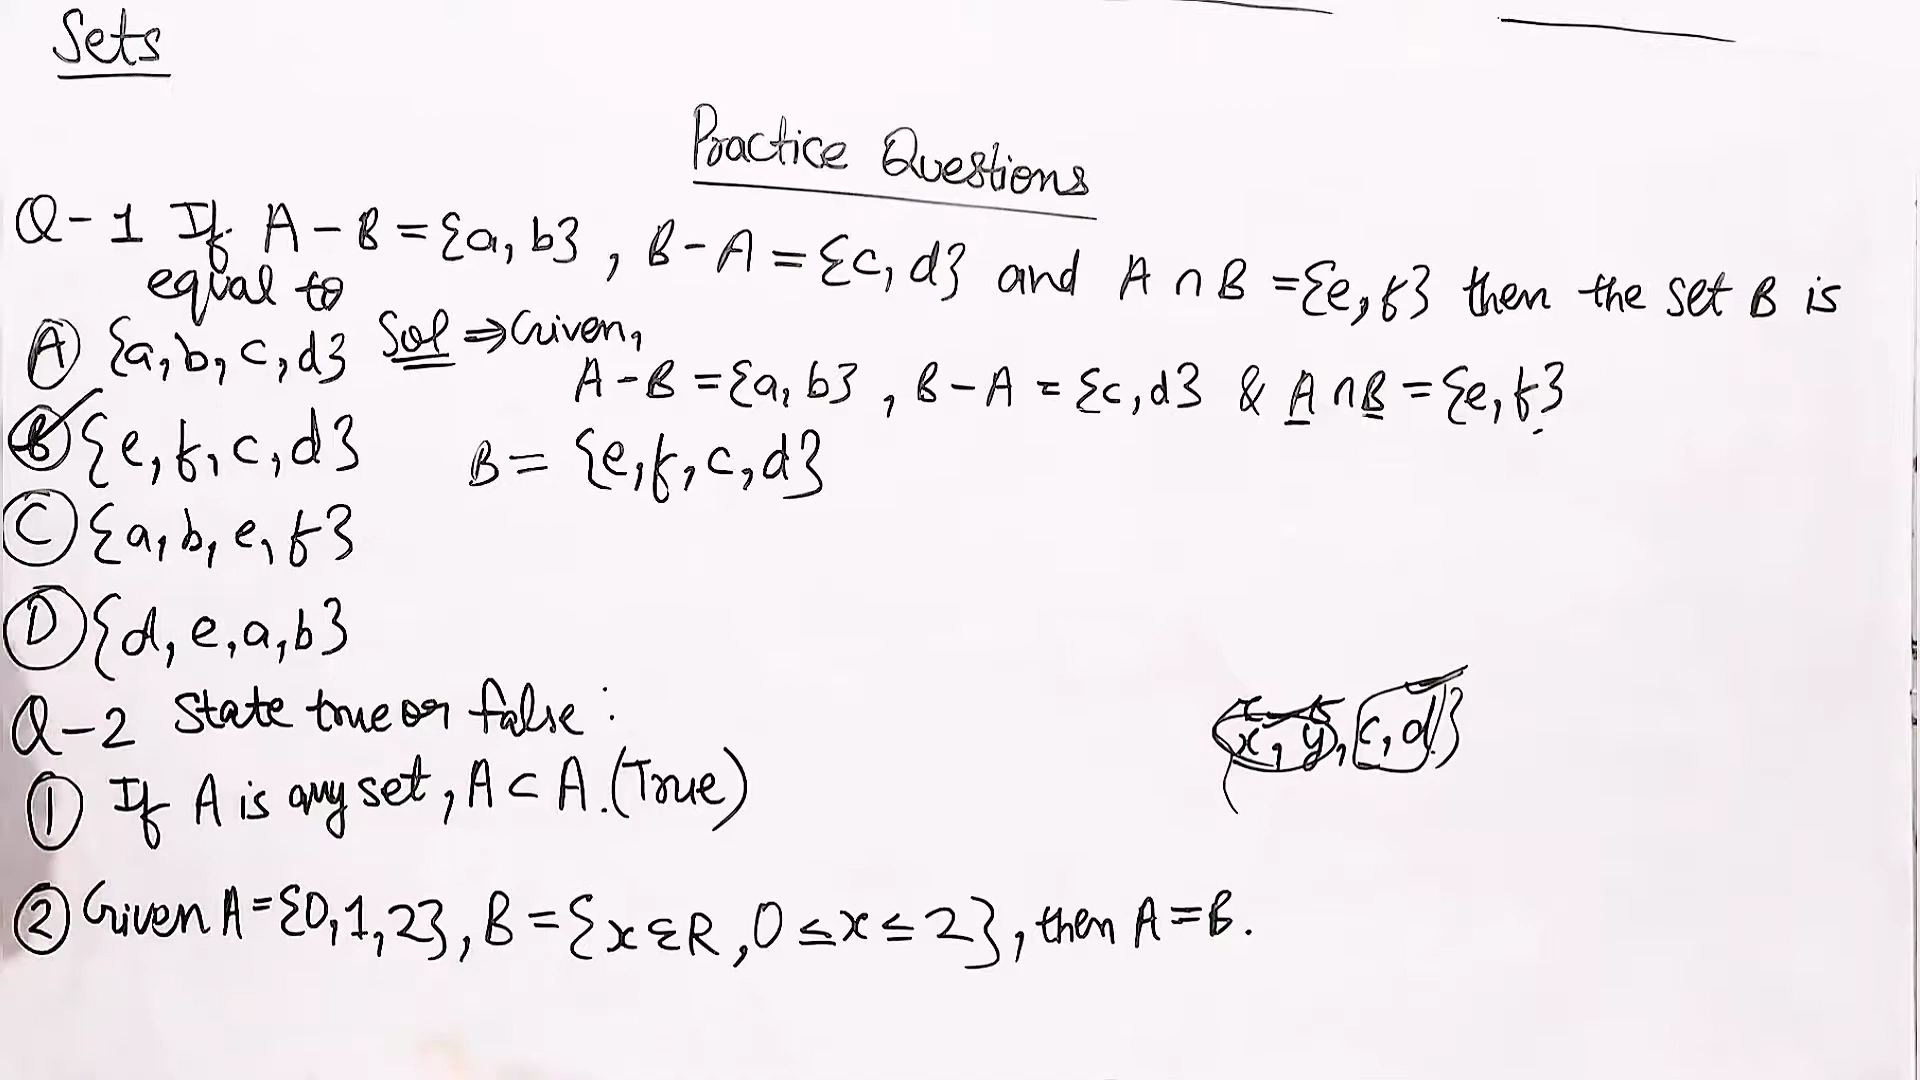 Sets
Practice Questions
Q-1 If A-B={a, b}, B-A={c, d} and A∩B={e, f} then the set B is
equal to
Ⓐ {a, b, c, d} Sol ⇒ Given,
A-B={a, b}, B-A={c, d} & A∩B={e, f}
Ⓑ {e, f, c, d} B={e, f, c, d}
Ⓒ {a, b, e, f}
Ⓓ {d, e, a, b}
Q-2 State true or false:
x, y, c, d}
① If A is any set, A⊂A. (True)
② Given A={0,1,2}, B={x∈R, 0≤x≤2}, then A=B.